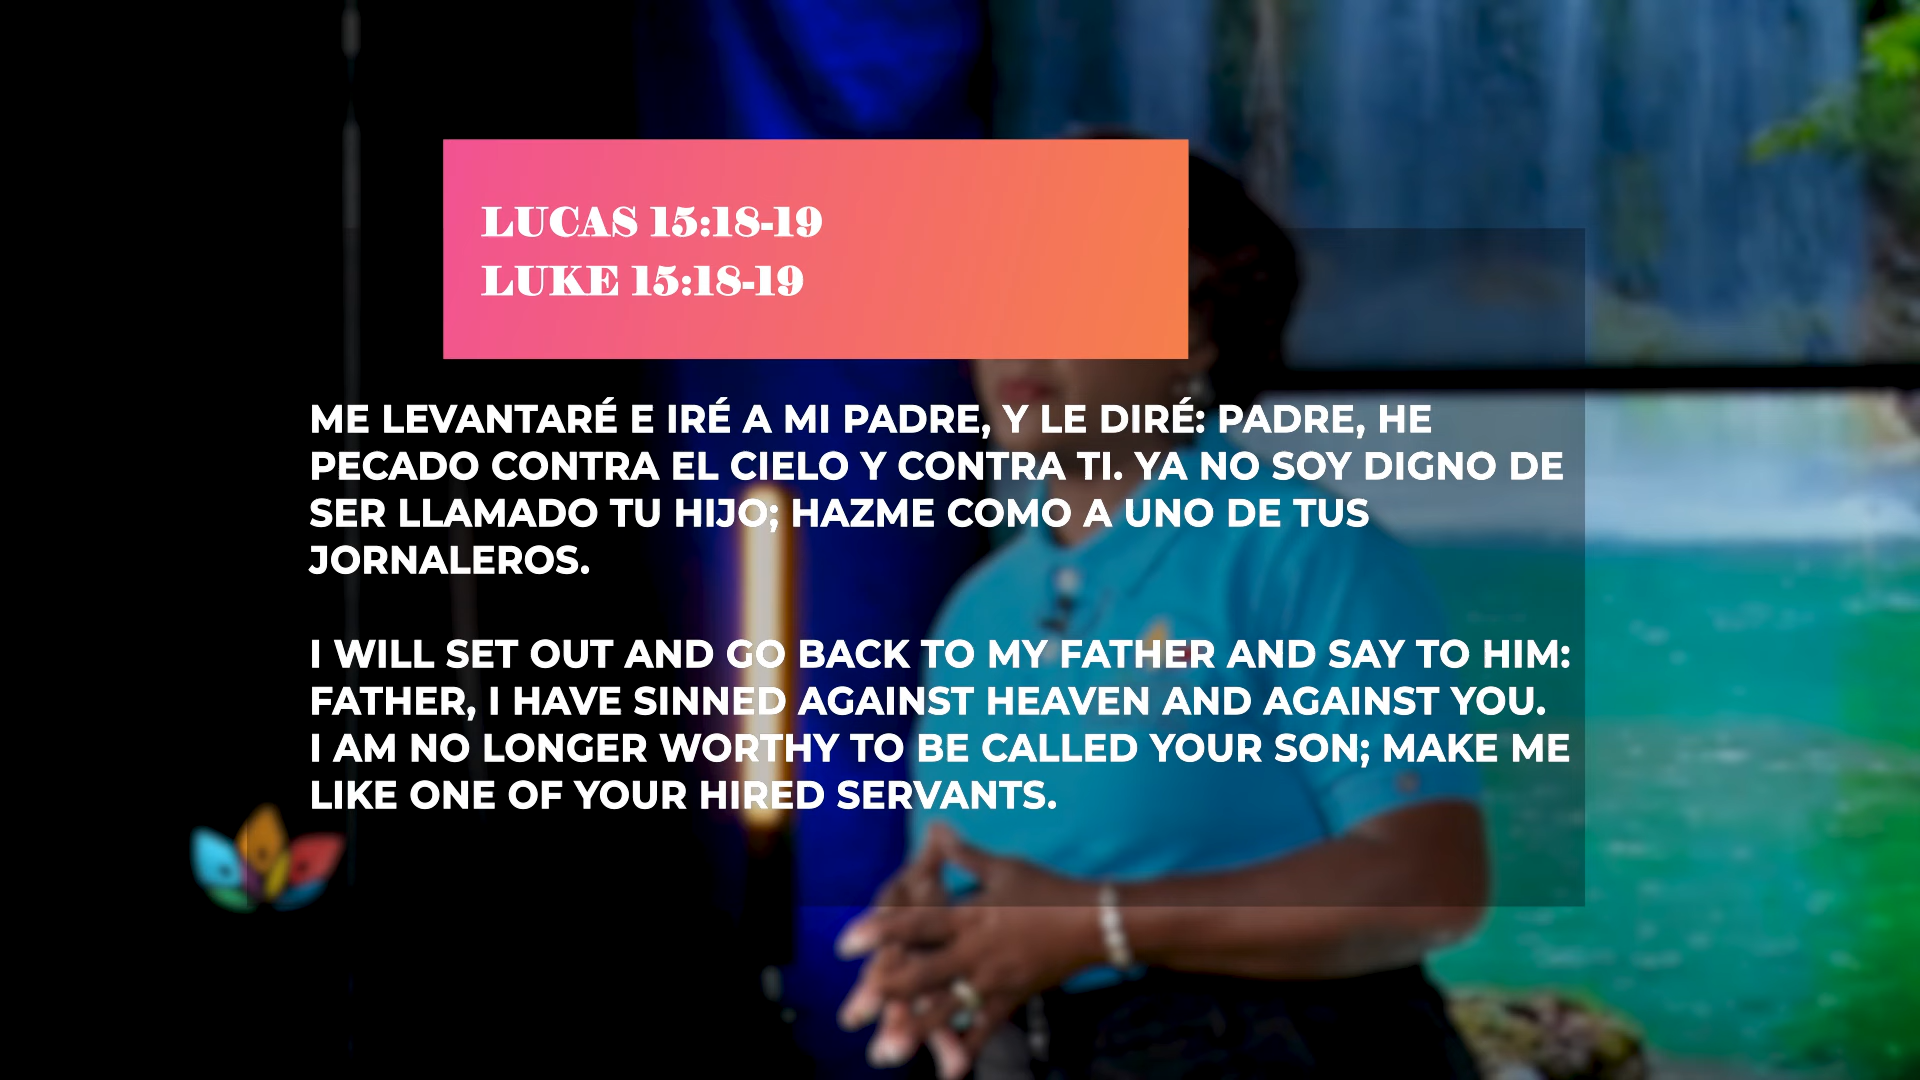 LUCAS 15:18-19
LUKE 15:18-19
ME LEVANTARÉ E IRÉ A MI PADRE, Y LE DIRÉ: PADRE, HE
PECADO CONTRA EL CIELO Y CONTRA TI. YA NO SOY DIGNO DE
SER LLAMADO TU HIJO; HAZME COMO A UNO DE TUS
JORNALEROS.
I WILL SET OUT AND GO BACK TO MY FATHER AND SAY TO HIM:
FATHER, I HAVE SINNED AGAINST HEAVEN AND AGAINST YOU.
I AM NO LONGER WORTHY TO BE CALLED YOUR SON; MAKE ME
LIKE ONE OF YOUR HIRED SERVANTS.